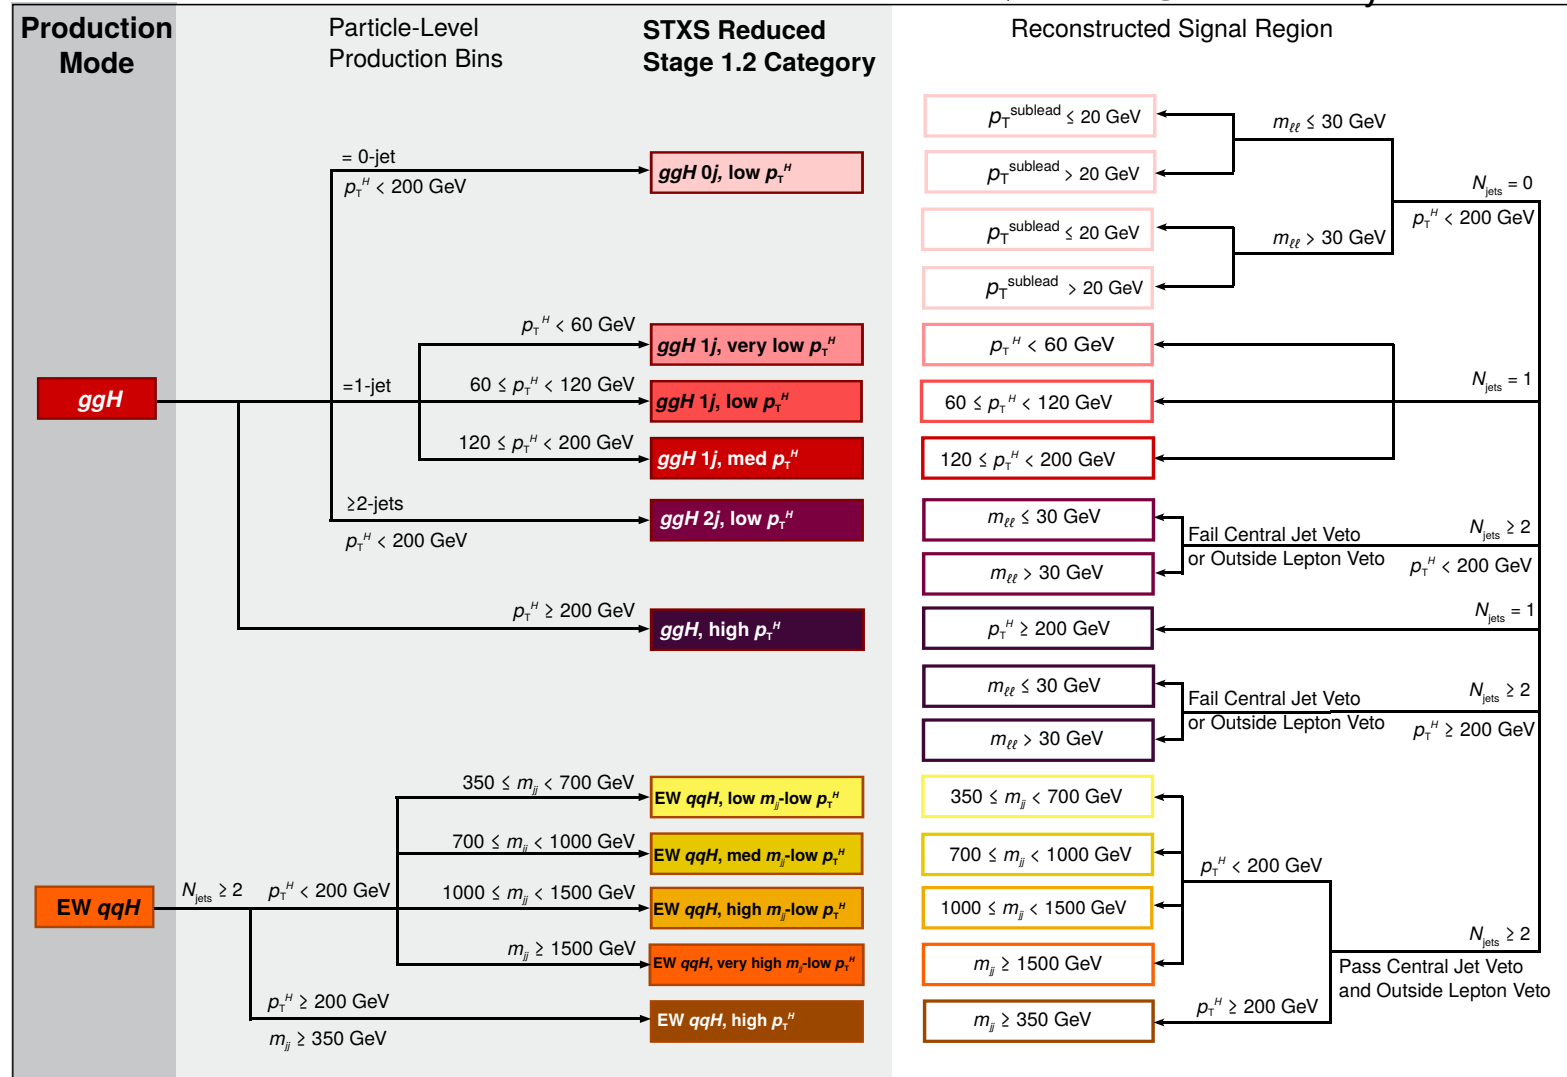 Production
Mode
Particle-Level
Production Bins
STXS Reduced
Stage 1.2 Category
Reconstructed Signal Region
ggH
= 0-jet
p_T^H < 200 GeV
ggH 0j, low p_T^H
p_T^H < 60 GeV
ggH 1j, very low p_T^H
=1-jet
60 ≤ p_T^H < 120 GeV
ggH 1j, low p_T^H
120 ≤ p_T^H < 200 GeV
ggH 1j, med p_T^H
≥2-jets
p_T^H < 200 GeV
ggH 2j, low p_T^H
p_T^H ≥ 200 GeV
ggH, high p_T^H
EW qqH
N_jets ≥ 2
p_T^H < 200 GeV
350 ≤ m_jj < 700 GeV
EW qqH, low m_jj-low p_T^H
700 ≤ m_jj < 1000 GeV
EW qqH, med m_jj-low p_T^H
1000 ≤ m_jj < 1500 GeV
EW qqH, high m_jj-low p_T^H
m_jj ≥ 1500 GeV
EW qqH, very high m_jj-low p_T^H
p_T^H ≥ 200 GeV
m_jj ≥ 350 GeV
EW qqH, high p_T^H
p_T^sublead ≤ 20 GeV
p_T^sublead > 20 GeV
m_ℓℓ ≤ 30 GeV
p_T^sublead ≤ 20 GeV
p_T^sublead > 20 GeV
m_ℓℓ > 30 GeV
N_jets = 0
p_T^H < 200 GeV
p_T^H < 60 GeV
60 ≤ p_T^H < 120 GeV
120 ≤ p_T^H < 200 GeV
N_jets = 1
m_ℓℓ ≤ 30 GeV
m_ℓℓ > 30 GeV
Fail Central Jet Veto
or Outside Lepton Veto
N_jets ≥ 2
p_T^H < 200 GeV
p_T^H ≥ 200 GeV
N_jets = 1
m_ℓℓ ≤ 30 GeV
m_ℓℓ > 30 GeV
Fail Central Jet Veto
or Outside Lepton Veto
N_jets ≥ 2
p_T^H ≥ 200 GeV
350 ≤ m_jj < 700 GeV
700 ≤ m_jj < 1000 GeV
1000 ≤ m_jj < 1500 GeV
m_jj ≥ 1500 GeV
p_T^H < 200 GeV
m_jj ≥ 350 GeV
p_T^H ≥ 200 GeV
N_jets ≥ 2
Pass Central Jet Veto
and Outside Lepton Veto